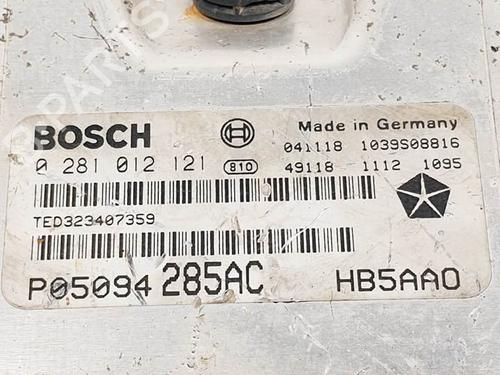 BOSCH
Made in Germany
041118 1039S08816
0 281 012 121 810 49118 1112 1095
TED323407359
P05094 285AC HB5AA0